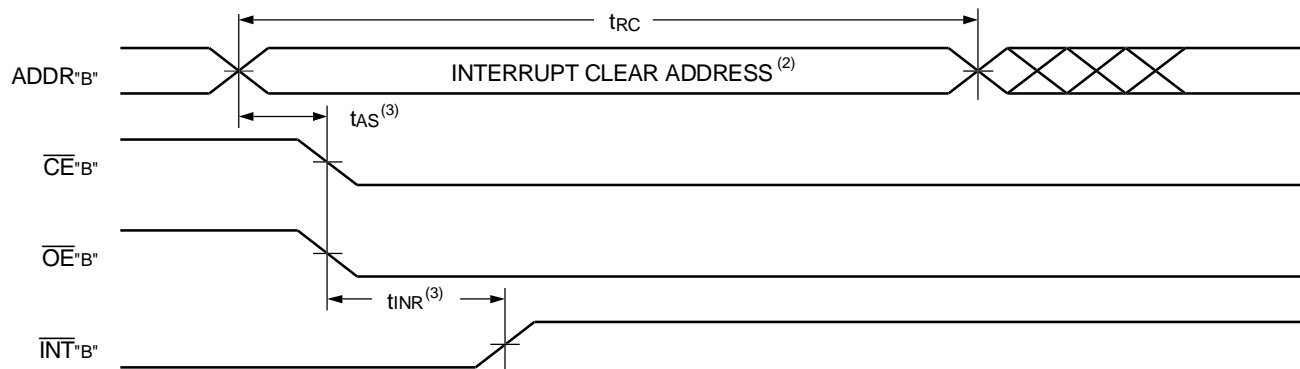 tRC
ADDR"B"
INTERRUPT CLEAR ADDRESS (2)
tAS(3)
CE"B"
OE"B"
tINR(3)
INT"B"